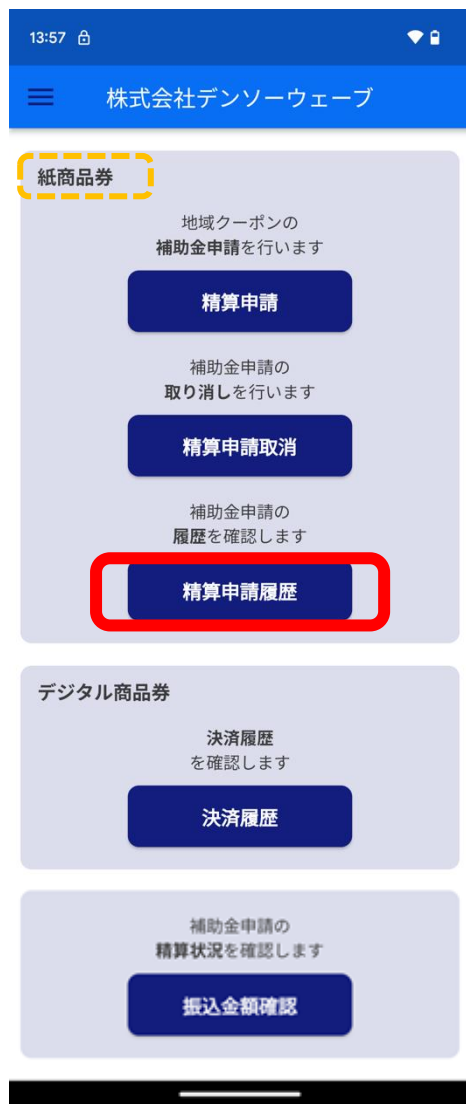 13:57
株式会社デンソーウェーブ
紙商品券
地域クーポンの
補助金申請を行います
精算申請
補助金申請の
取り消しを行います
精算申請取消
補助金申請の
履歴を確認します
精算申請履歴
デジタル商品券
決済履歴
を確認します
決済履歴
補助金申請の
精算状況を確認します
振込金額確認